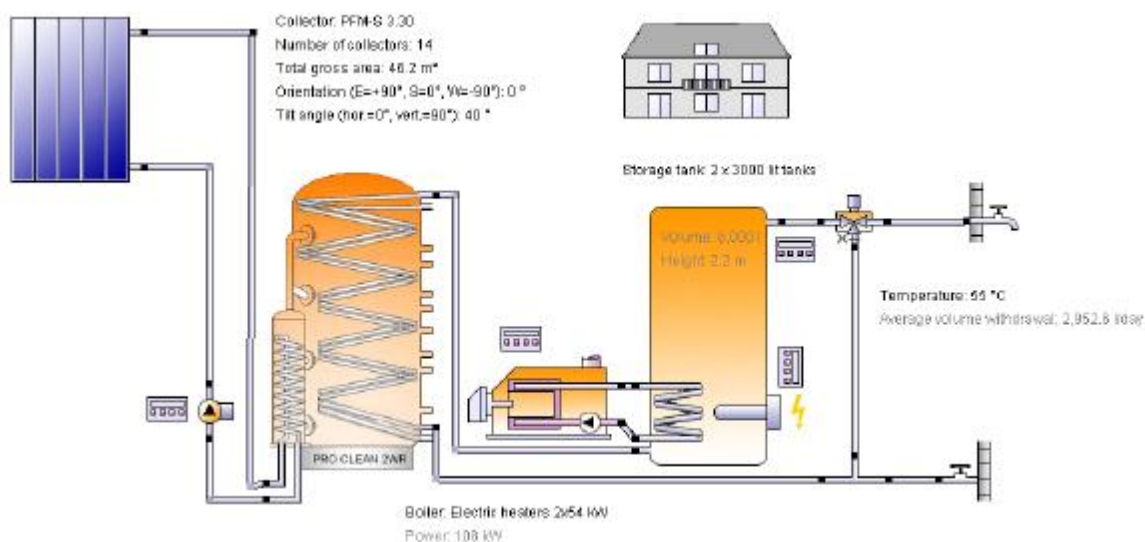 Collector: PFM-S 3.30
Number of collectors: 14
Total gross area: 46.2 m²
Orientation (E=+90°, S=0°, W=-90°): 0 °
Tilt angle (hor.=0°, vert.=90°): 40 °
Storage tank: 2 x 3000 lit tanks
Volume: 6,000 l
Height: 2.2 m
Temperature: 55 °C
Average volume withdrawal: 2,952.6 l/day
PRO CLEAN 2WR
Boiler: Electric heaters 2x54 kW
Power: 108 kW